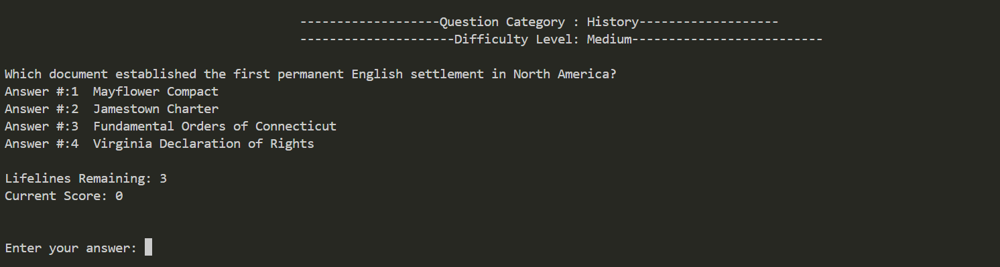 -------------------Question Category : History-------------------
---------------------Difficulty Level: Medium--------------------------
Which document established the first permanent English settlement in North America?
Answer #:1  Mayflower Compact
Answer #:2  Jamestown Charter
Answer #:3  Fundamental Orders of Connecticut
Answer #:4  Virginia Declaration of Rights
Lifelines Remaining: 3
Current Score: 0
Enter your answer: